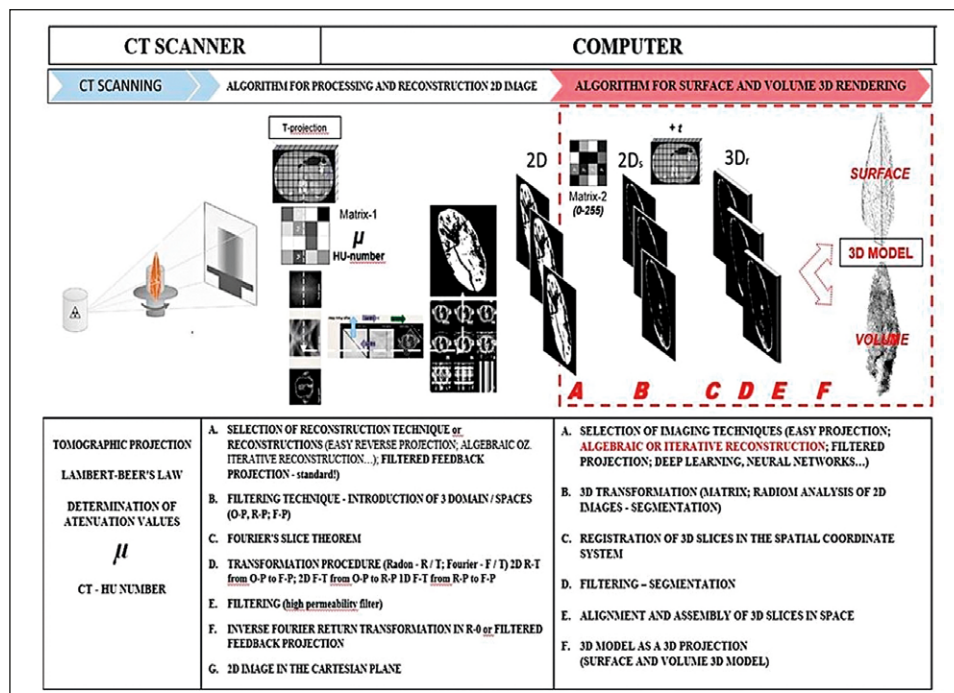 CT SCANNER
COMPUTER
CT SCANNING
ALGORITHM FOR PROCESSING AND RECONSTRUCTION 2D IMAGE
ALGORITHM FOR SURFACE AND VOLUME 3D RENDERING
T-projection
Matrix-1
μ
HU-number
2D
Matrix-2
(0-255)
2Ds
+ t
3Dr
SURFACE
3D MODEL
VOLUME
A B C D E F
TOMOGRAPHIC PROJECTION
LAMBERT-BEER'S LAW
DETERMINATION OF
ATENUATION VALUES
μ
CT - HU NUMBER
A. SELECTION OF RECONSTRUCTION TECHNIQUE or
RECONSTRUCTIONS (EASY REVERSE PROJECTION; ALGEBRAIC OZ.
ITERATIVE RECONSTRUCTION…); FILTERED FEEDBACK
PROJECTION - standard!)
B. FILTERING TECHNIQUE - INTRODUCTION OF 3 DOMAIN / SPACES
(O-P, R-P; F-P)
C. FOURIER'S SLICE THEOREM
D. TRANSFORMATION PROCEDURE (Radon - R / T; Fourier - F / T) 2D R-T
from O-P to F-P; 2D F-T from O-P to R-P 1D F-T from R-P to F-P
E. FILTERING (high permeability filter)
F. INVERSE FOURIER RETURN TRANSFORMATION IN R-0 or FILTERED
FEEDBACK PROJECTION
G. 2D IMAGE IN THE CARTESIAN PLANE
A. SELECTION OF IMAGING TECHNIQUES (EASY PROJECTION;
ALGEBRAIC OR ITERATIVE RECONSTRUCTION; FILTERED
PROJECTION; DEEP LEARNING, NEURAL NETWORKS…)
B. 3D TRANSFORMATION (MATRIX; RADIOM ANALYSIS OF 2D
IMAGES - SEGMENTATION)
C. REGISTRATION OF 3D SLICES IN THE SPATIAL COORDINATE
SYSTEM
D. FILTERING – SEGMENTATION
E. ALIGNMENT AND ASSEMBLY OF 3D SLICES IN SPACE
F. 3D MODEL AS A 3D PROJECTION
(SURFACE AND VOLUME 3D MODEL)